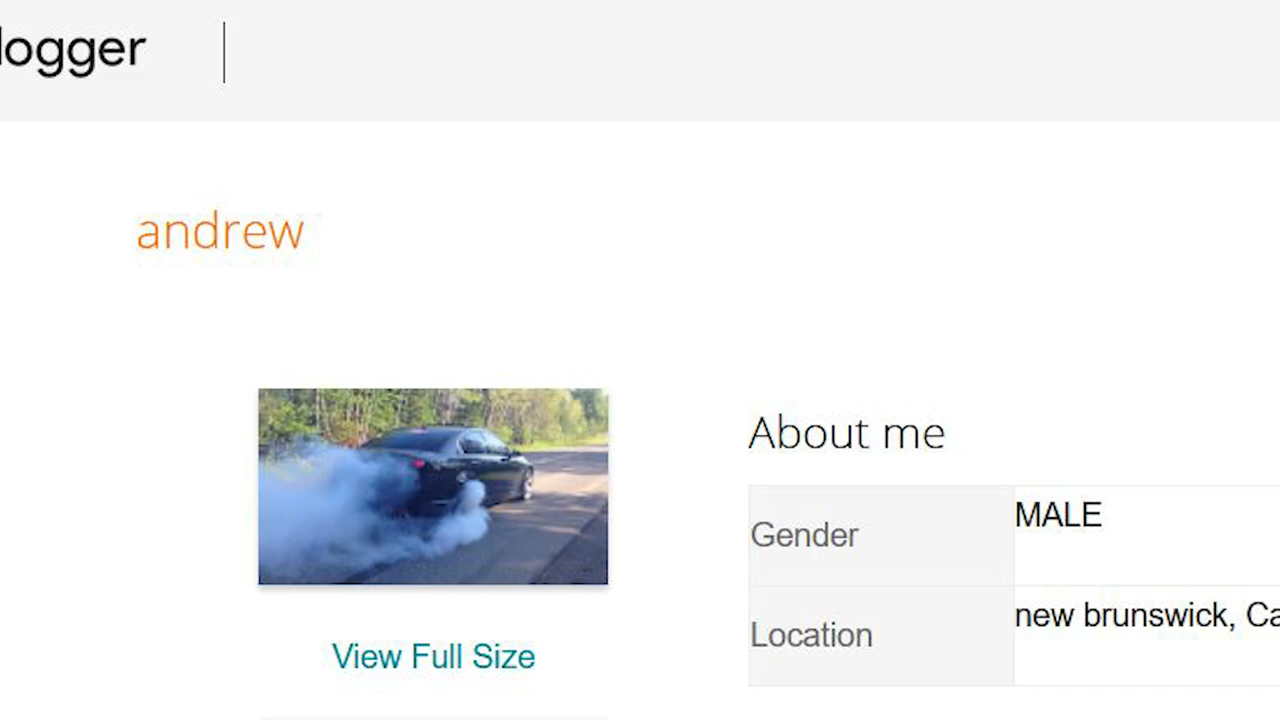 logger
andrew
About me
Gender MALE
Location new brunswick, Ca
View Full Size